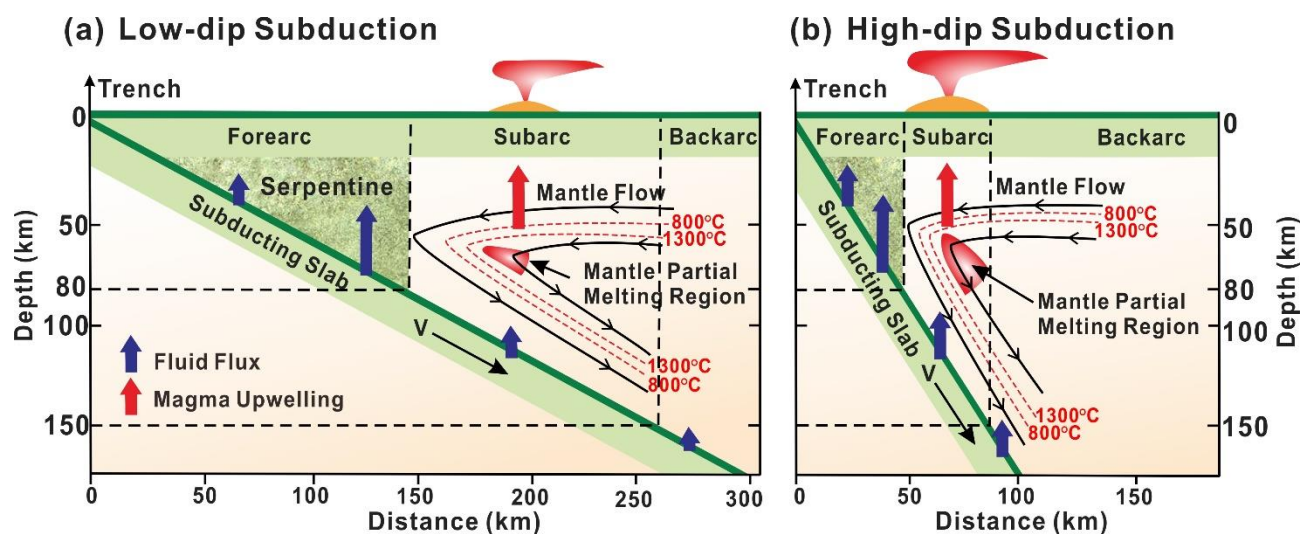 (a) Low-dip Subduction
Trench
0
50
80
100
150
Depth (km)
Forearc
Subarc
Backarc
Serpentine
Subducting Slab
Mantle Flow
800°C
1300°C
Mantle Partial
Melting Region
V
1300°C
800°C
Fluid Flux
Magma Upwelling
0
50
100
150
200
250
300
Distance (km)
(b) High-dip Subduction
Trench
Forearc
Subarc
Backarc
Subducting Slab
Mantle Flow
800°C
1300°C
Mantle Partial
Melting Region
V
1300°C
800°C
0
50
80
100
150
Depth (km)
0
50
100
150
Distance (km)